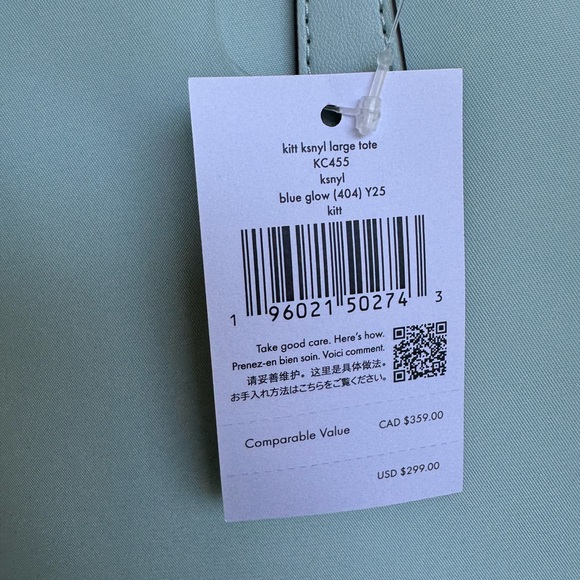 kitt ksnyl large tote
KC455
ksnyl
blue glow (404) Y25
kitt
1 96021 50274 3
Take good care. Here's how.
Prenez-en bien soin. Voici comment.
请妥善维护。这里是具体做法。
お手入れ方法はこちらをご覧ください。
Comparable Value CAD $359.00
USD $299.00